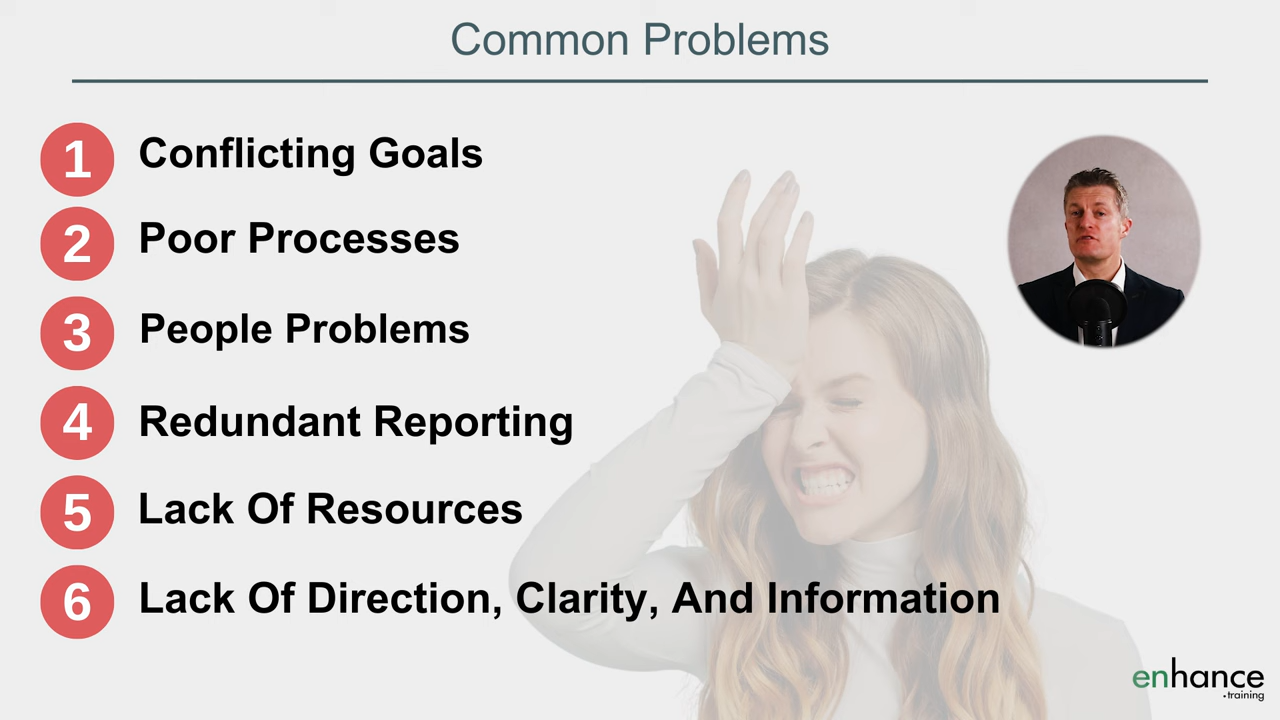 Common Problems
1 Conflicting Goals
2 Poor Processes
3 People Problems
4 Redundant Reporting
5 Lack Of Resources
6 Lack Of Direction, Clarity, And Information
enhance
.training